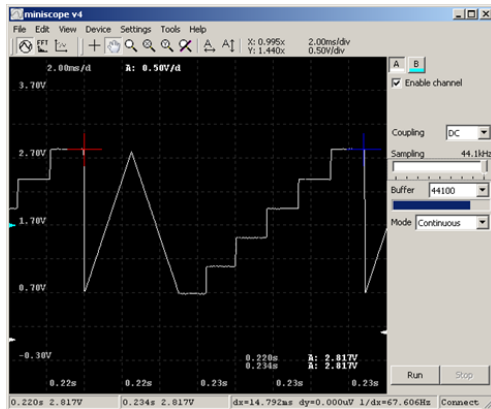 miniscope v4
File Edit View Device Settings Tools Help
FFT X: 0.995x 2.00ms/div
Y: 1.440x 0.50V/div
2.00ms/d A: 0.50V/d
A B
3.70V
Enable channel
Coupling DC
2.70V
Sampling 44.1kHz
Buffer 44100
1.70V
Mode Continuous
0.70V
-0.30V
0.220s A: 2.817V
0.234s A: 2.817V
Run Stop
0.22s 0.22s 0.23s 0.23s 0.23s
0.220s 2.817V 0.234s 2.817V dx=14.792ms dy=0.000uV 1/dx=67.606Hz Connect